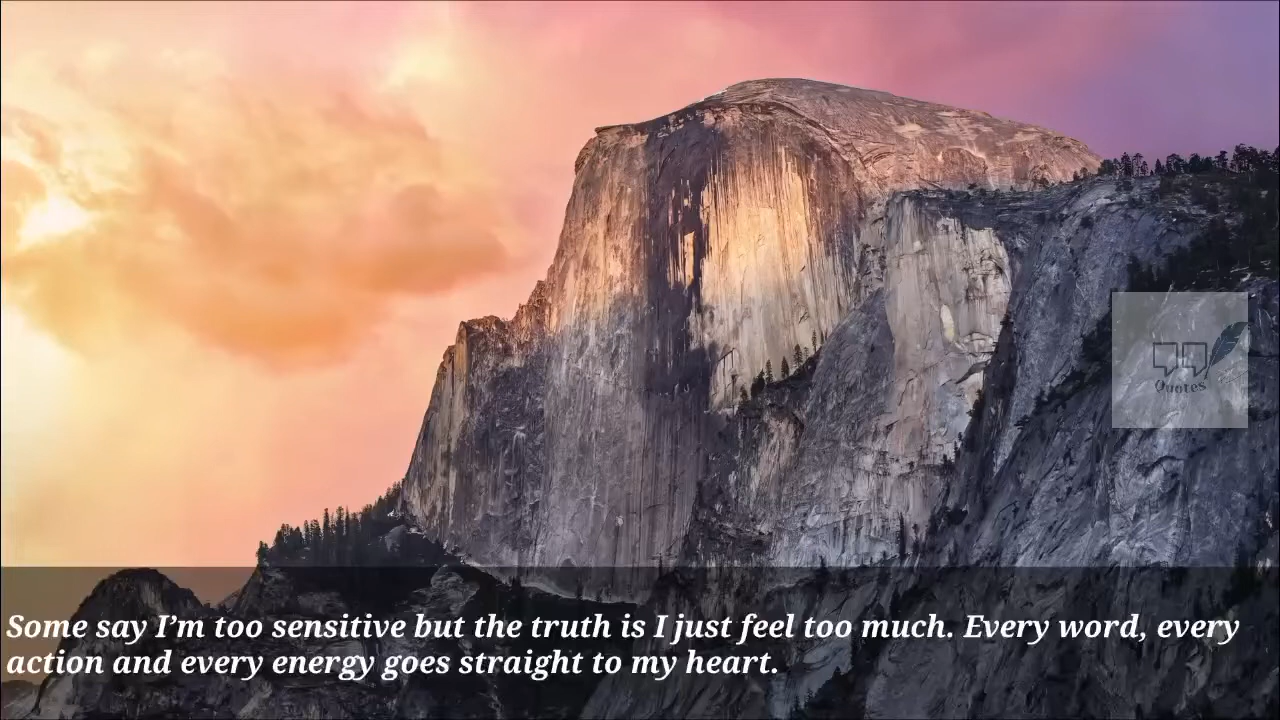 Quotes
Some say I’m too sensitive but the truth is I just feel too much. Every word, every
action and every energy goes straight to my heart.